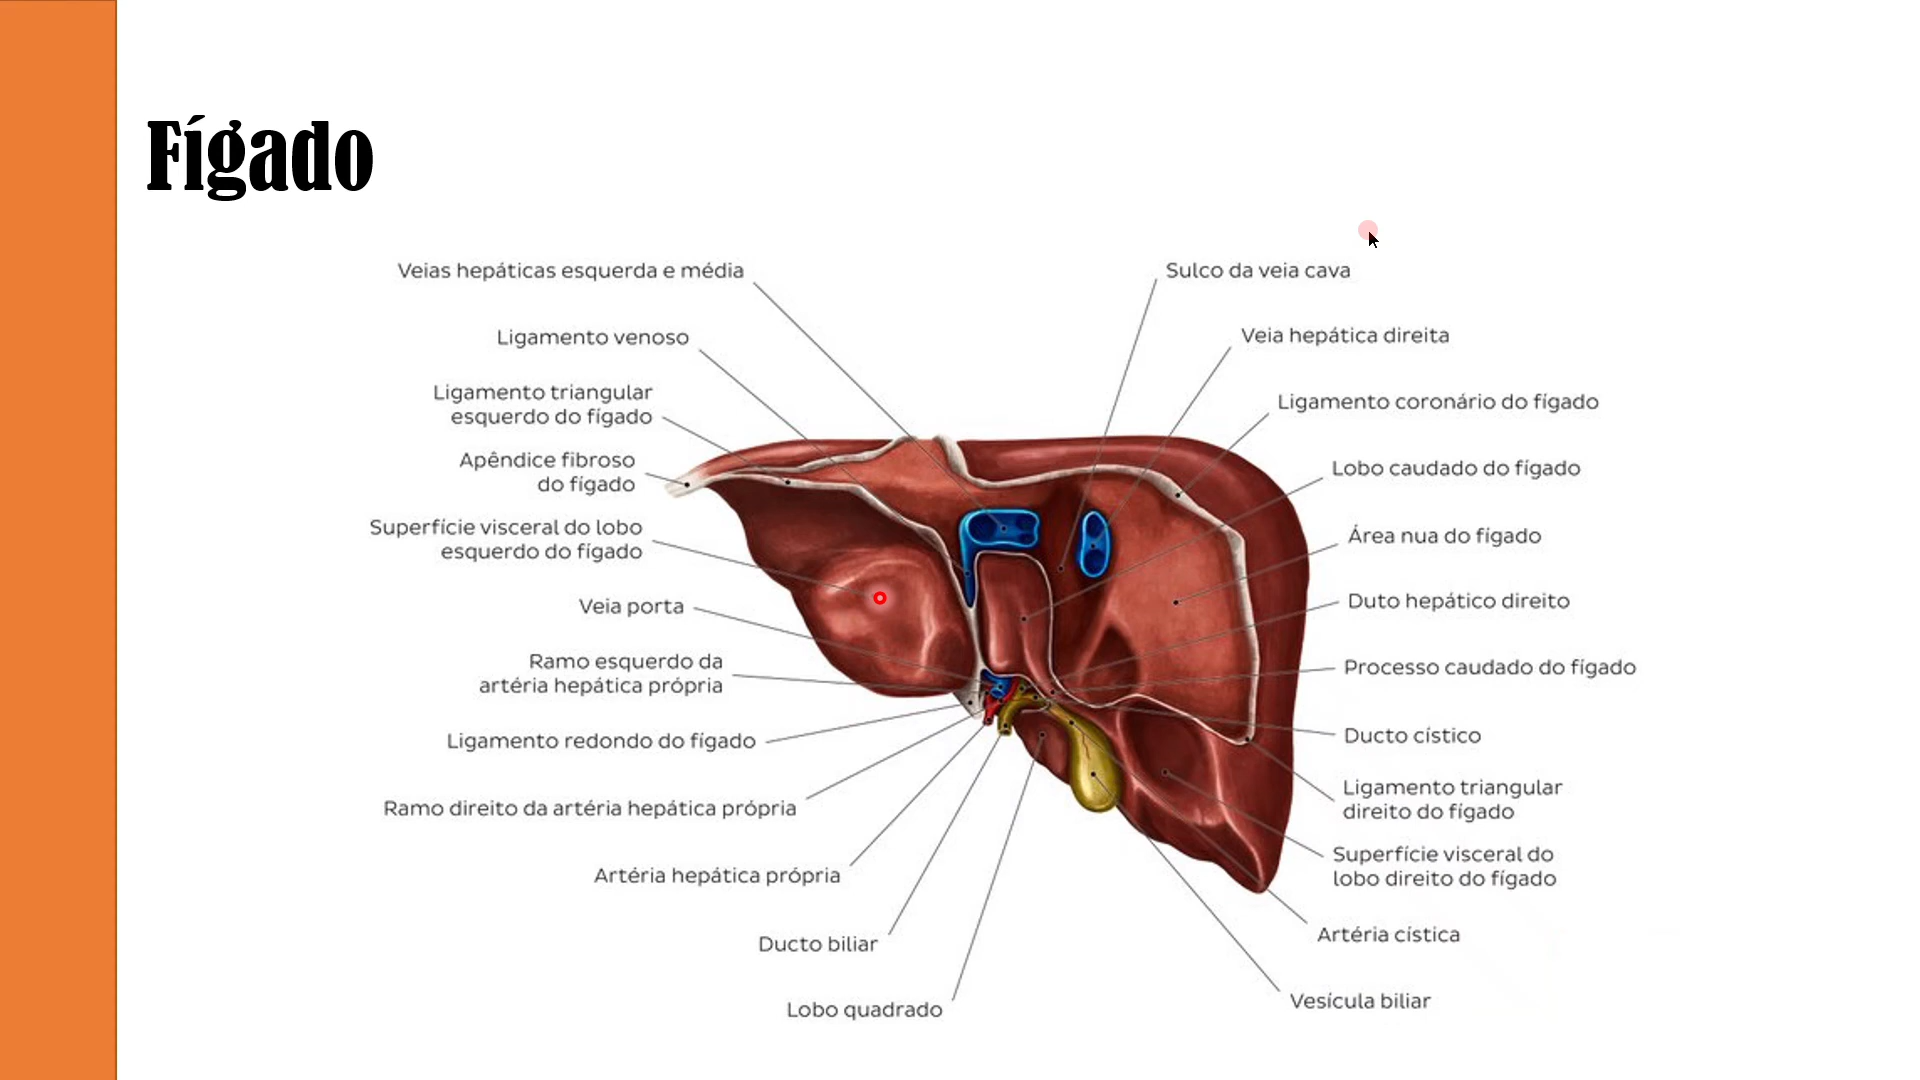 Fígado
Veias hepáticas esquerda e média
Ligamento venoso
Ligamento triangular
esquerdo do fígado
Apêndice fibroso
do fígado
Superfície visceral do lobo
esquerdo do fígado
Veia porta
Ramo esquerdo da
artéria hepática própria
Ligamento redondo do fígado
Ramo direito da artéria hepática própria
Artéria hepática própria
Ducto biliar
Lobo quadrado
Sulco da veia cava
Veia hepática direita
Ligamento coronário do fígado
Lobo caudado do fígado
Área nua do fígado
Duto hepático direito
Processo caudado do fígado
Ducto cístico
Ligamento triangular
direito do fígado
Superfície visceral do
lobo direito do fígado
Artéria cística
Vesícula biliar